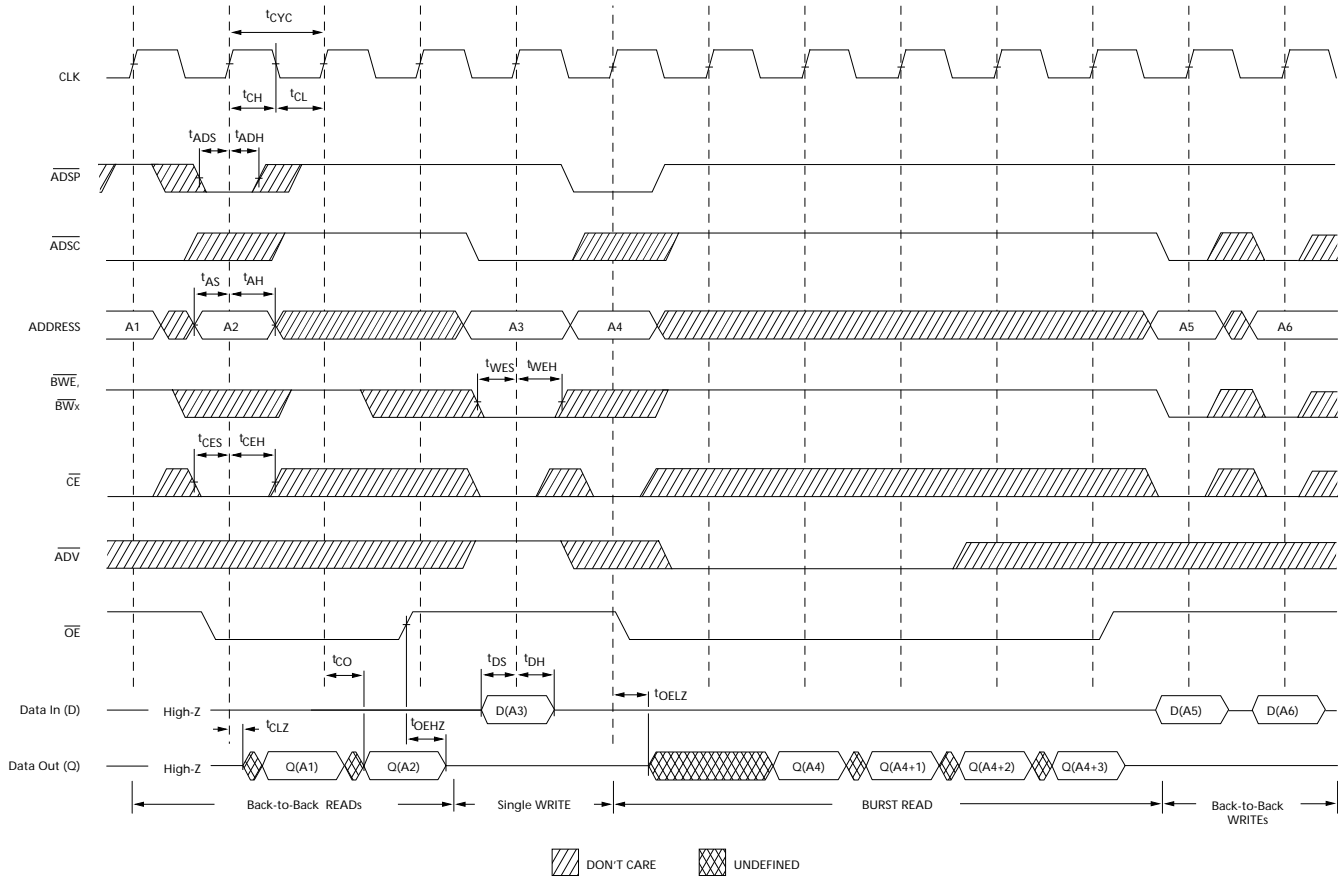 tCYC
CLK
tCH tCL
tADS tADH
ADSP
ADSC
tAS tAH
ADDRESS A1 A2 A3 A4 A5 A6
tWES tWEH
BWE,
BWx
tCES tCEH
CE
ADV
OE
tCO tDS tDH tOELZ
Data In (D) High-Z D(A3) D(A5) D(A6)
tCLZ tOEHZ
Data Out (Q) High-Z Q(A1) Q(A2) Q(A4) Q(A4+1) Q(A4+2) Q(A4+3)
Back-to-Back READs Single WRITE BURST READ Back-to-Back
WRITEs
DON'T CARE UNDEFINED